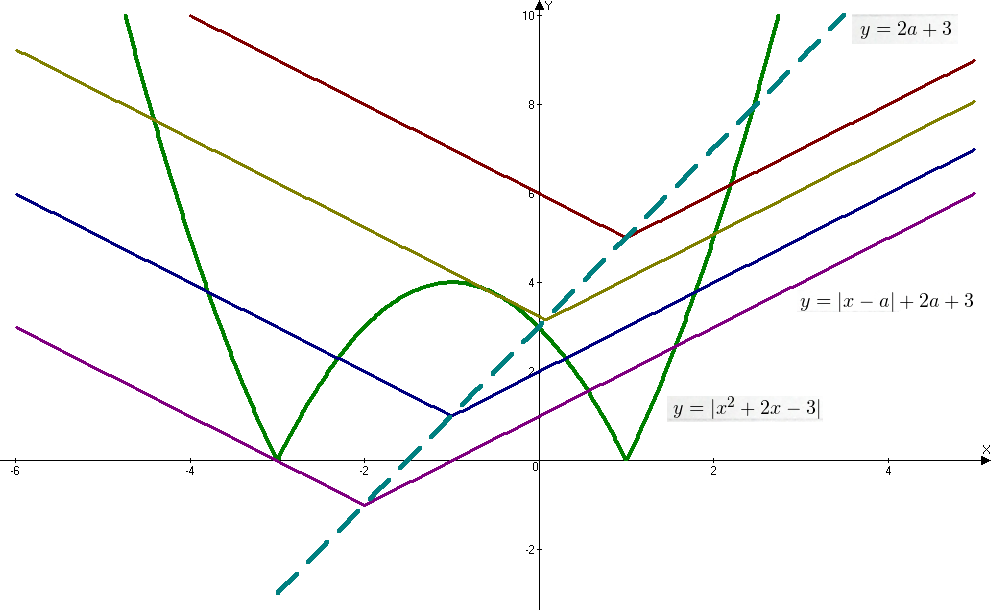 10
Y
y = 2a + 3
8
6
4
y = |x − a| + 2a + 3
2
y = |x² + 2x − 3|
X
-6
-4
-2
0
2
4
-2